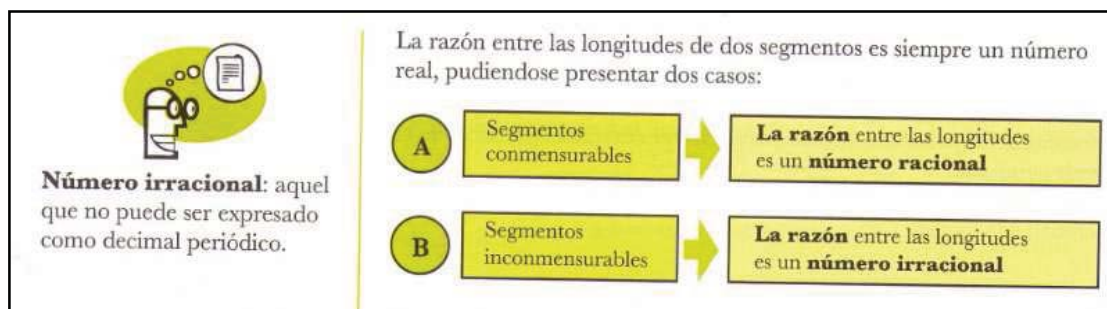 La razón entre las longitudes de dos segmentos es siempre un número
real, pudiendose presentar dos casos:
A
Segmentos
conmensurables
La razón entre las longitudes
es un número racional
B
Segmentos
inconmensurables
La razón entre las longitudes
es un número irracional
Número irracional: aquel
que no puede ser expresado
como decimal periódico.